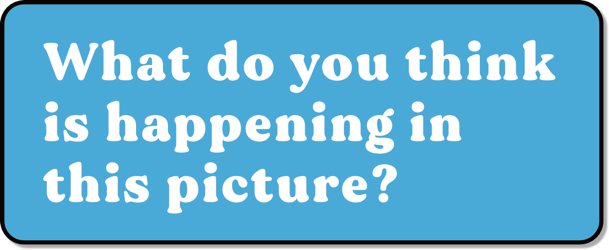 What do you think
is happening in
this picture?